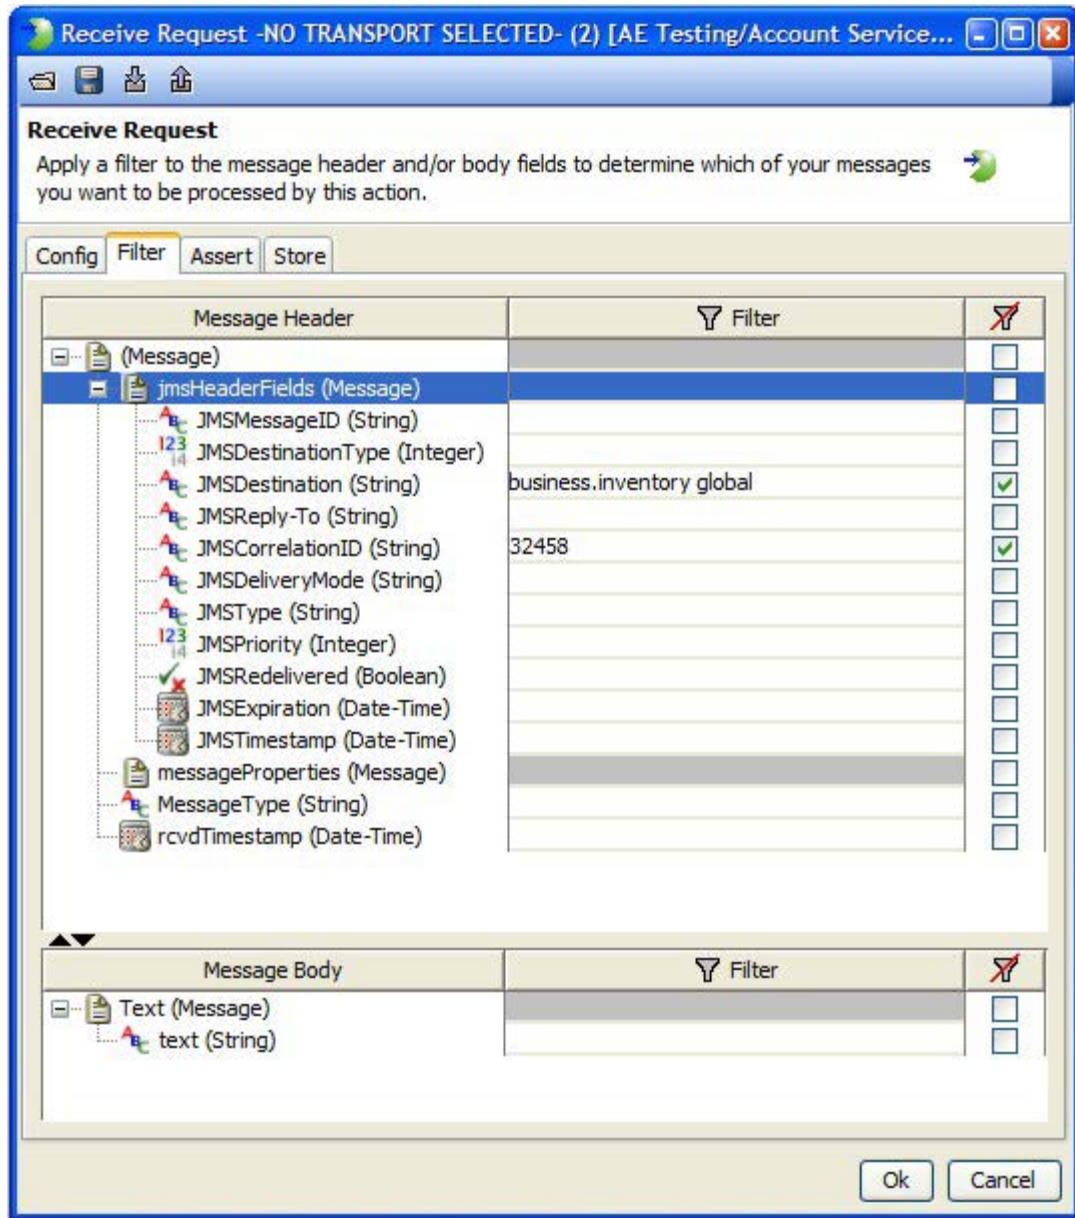 Receive Request -NO TRANSPORT SELECTED- (2) [AE Testing/Account Service...
Receive Request
Apply a filter to the message header and/or body fields to determine which of your messages
you want to be processed by this action.
Config Filter Assert Store
Message Header Filter
(Message)
jmsHeaderFields (Message)
JMSMessageID (String)
JMSDestinationType (Integer)
JMSDestination (String) business.inventory global
JMSReply-To (String)
JMSCorrelationID (String) 32458
JMSDeliveryMode (String)
JMSType (String)
JMSPriority (Integer)
JMSRedelivered (Boolean)
JMSExpiration (Date-Time)
JMSTimestamp (Date-Time)
messageProperties (Message)
MessageType (String)
rcvdTimestamp (Date-Time)
Message Body Filter
Text (Message)
text (String)
Ok Cancel